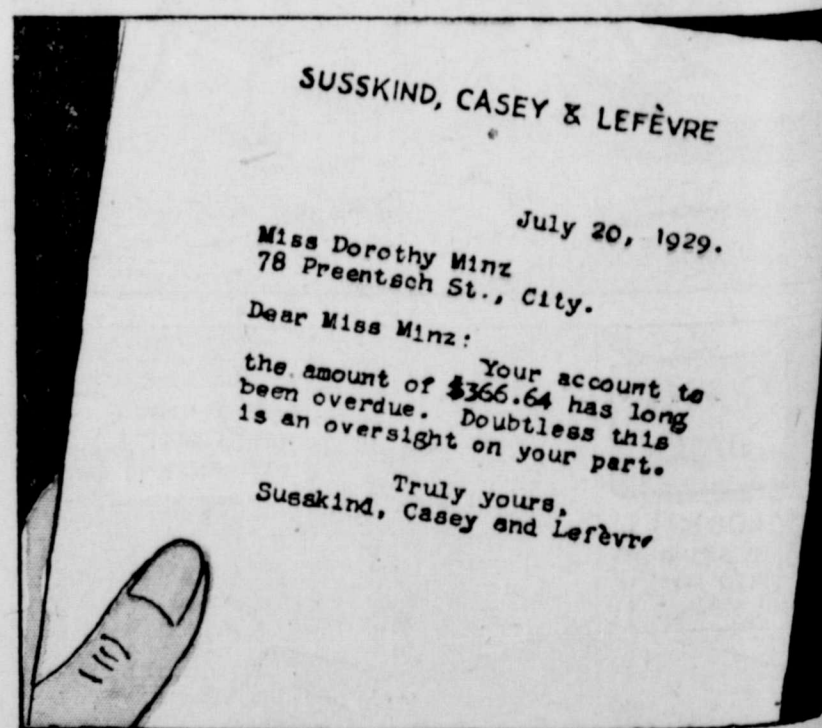 SUSSKIND, CASEY & LEFÈVRE
July 20, 1929.
Miss Dorothy Minz
78 Preentsch St., City.
Dear Miss Minz:
Your account to
the amount of $366.64 has long
been overdue. Doubtless this
is an oversight on your part.
Truly yours,
Susskind, Casey and Lefèvre